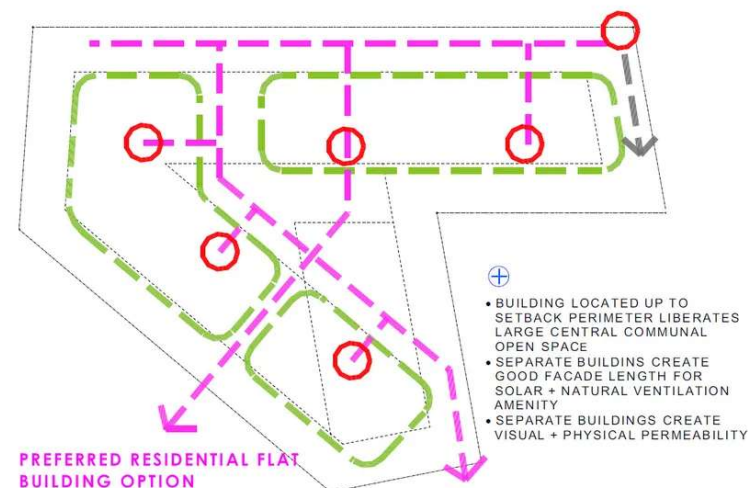 • BUILDING LOCATED UP TO
SETBACK PERIMETER LIBERATES
LARGE CENTRAL COMMUNAL
OPEN SPACE
• SEPARATE BUILDINS CREATE
GOOD FACADE LENGTH FOR
SOLAR + NATURAL VENTILATION
AMENITY
• SEPARATE BUILDINGS CREATE
VISUAL + PHYSICAL PERMEABILITY
PREFERRED RESIDENTIAL FLAT
BUILDING OPTION